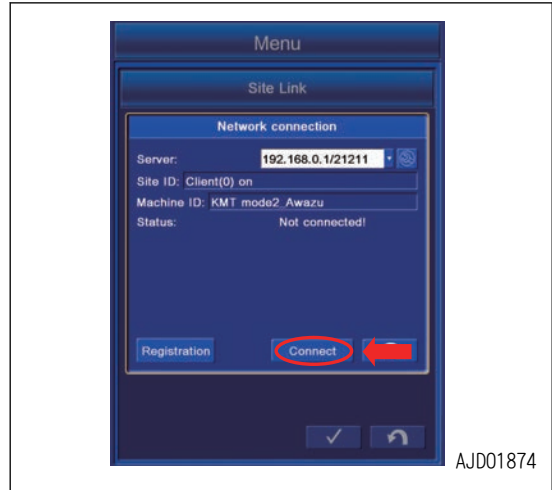 Menu
Site Link
Network connection
Server: 192.168.0.1/21211
Site ID: Client(0) on
Machine ID: KMT mode2_Awazu
Status: Not connected!
Registration Connect
AJD01874